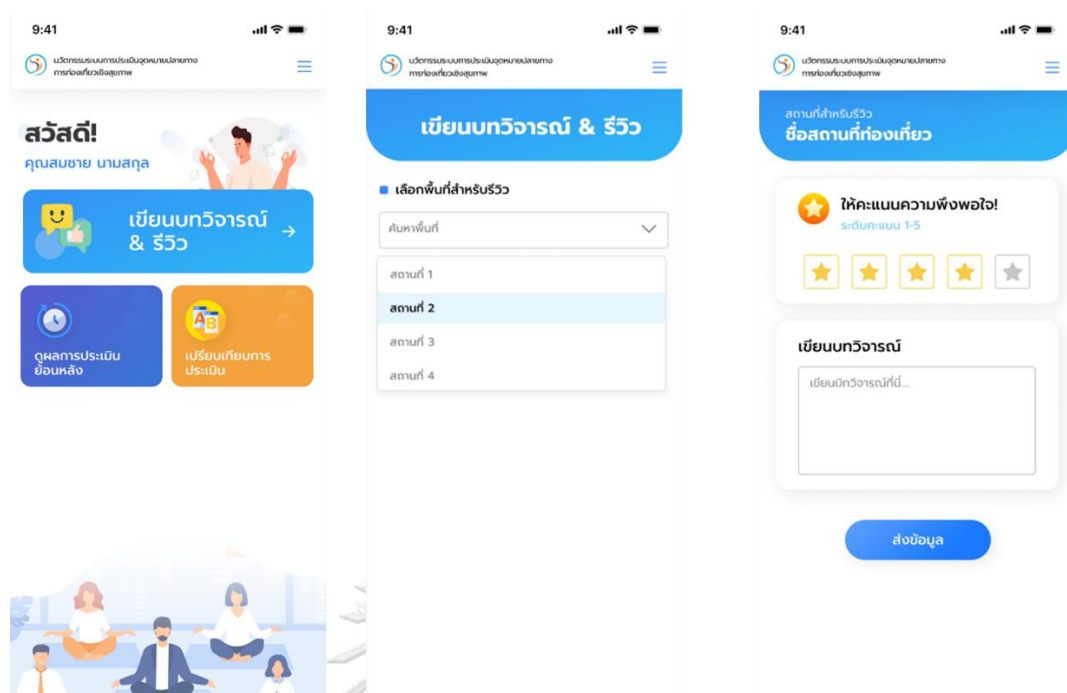 9:41
นวัตกรรมระบบการประเมินจุดหมายปลายทาง
การท่องเที่ยวเชิงสุขภาพ
สวัสดี!
คุณสมชาย นามสกุล
เขียนบทวิจารณ์
& รีวิว
ดูผลการประเมิน
ย้อนหลัง
AB
เปรียบเทียบการ
ประเมิน
9:41
นวัตกรรมระบบการประเมินจุดหมายปลายทาง
การท่องเที่ยวเชิงสุขภาพ
เขียนบทวิจารณ์ & รีวิว
เลือกพื้นที่สำหรับรีวิว
ค้นหาพื้นที่
สถานที่ 1
สถานที่ 2
สถานที่ 3
สถานที่ 4
9:41
นวัตกรรมระบบการประเมินจุดหมายปลายทาง
การท่องเที่ยวเชิงสุขภาพ
สถานที่สำหรับรีวิว
ชื่อสถานที่ท่องเที่ยว
ให้คะแนนความพึงพอใจ!
ระดับคะแนน 1-5
เขียนบทวิจารณ์
เขียนบทวิจารณ์ที่นี่...
ส่งข้อมูล